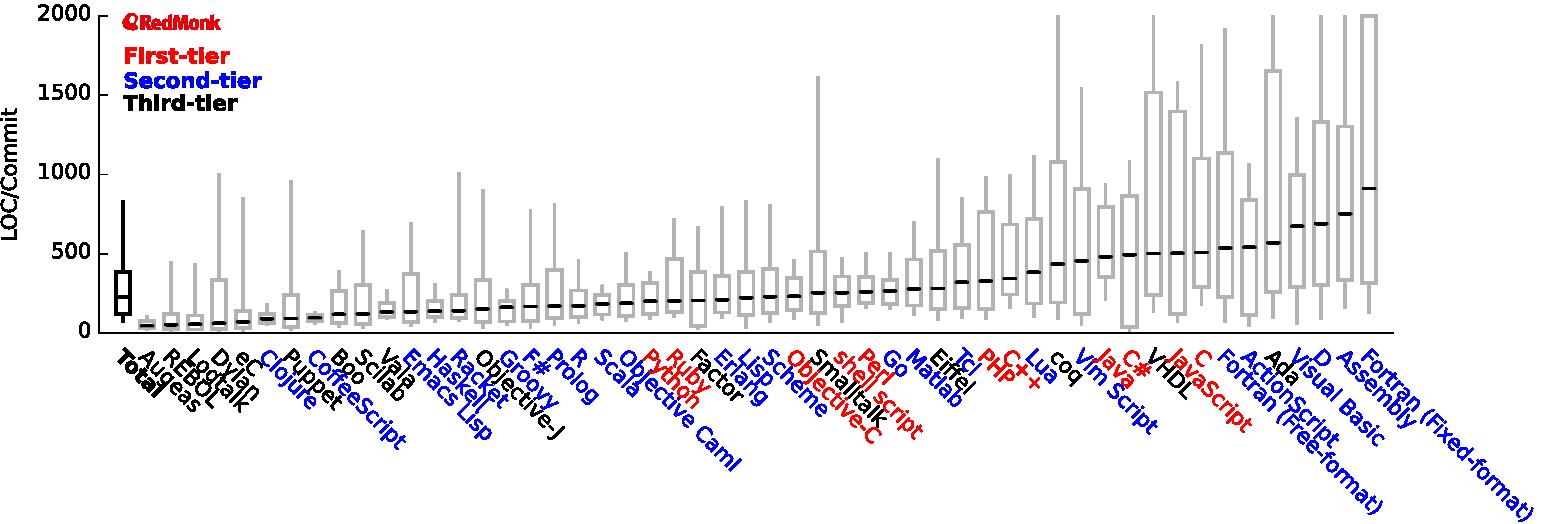 2000
RedMonk
First-tier
Second-tier
Third-tier
1500
1000
500
0
LOC/Commit
Total
Augeas
REBOL
Logtalk
Dylan
eC
Clojure
Puppet
CoffeeScript
Boo
Scilab
Vala
Emacs Lisp
Haskell
Racket
Objective-J
Groovy
F#
Prolog
R
Scala
Objective Caml
Python
Ruby
Factor
Erlang
Lisp
Scheme
Objective-C
Smalltalk
shell script
Perl
Go
Matlab
Eiffel
Tcl
PHP
C++
Lua
coq
Vim Script
Java
C#
VHDL
JavaScript
C
Fortran (Free-format)
ActionScript
Ada
Visual Basic
D
Assembly
Fortran (Fixed-format)